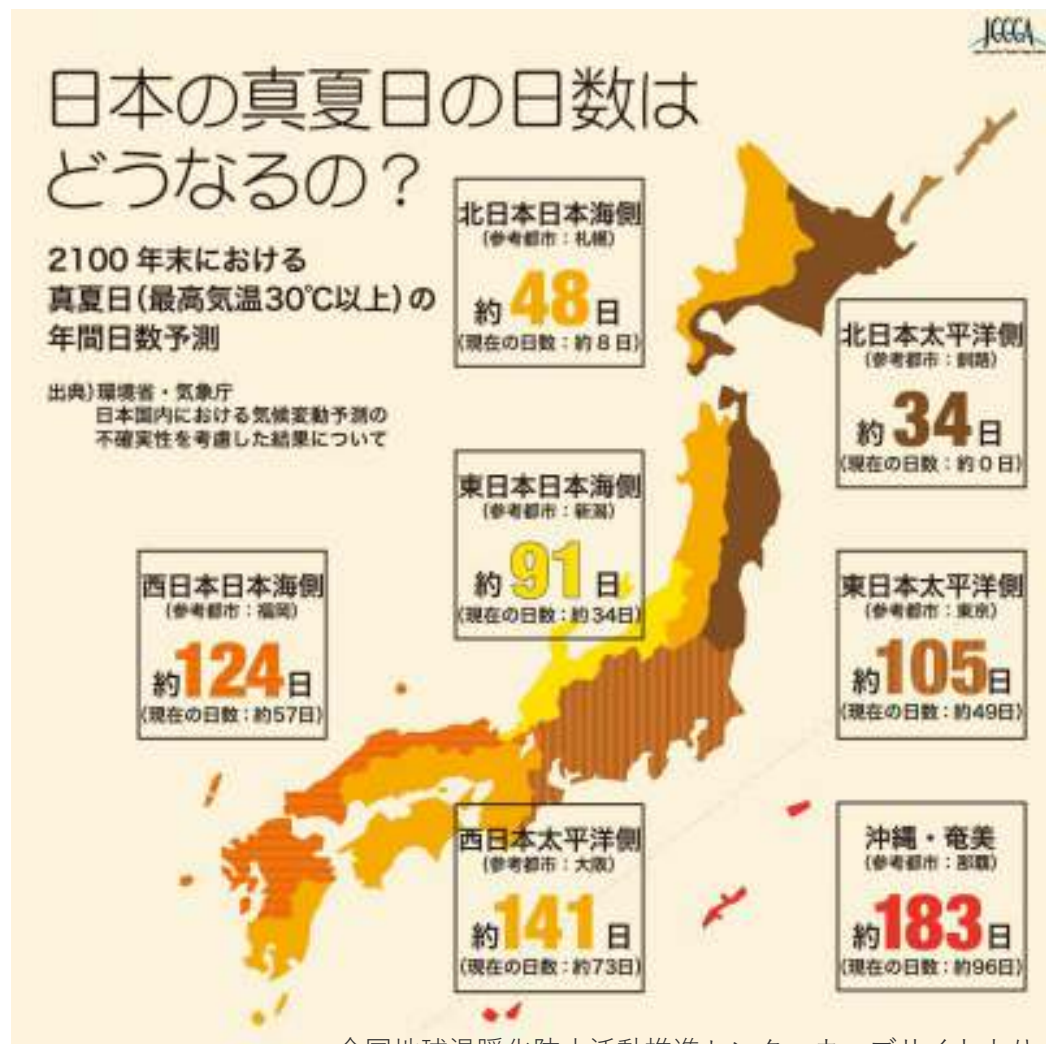 JCCCA
日本の真夏日の日数は
どうなるの？
2100年末における
真夏日（最高気温30℃以上）の
年間日数予測
出典）環境省・気象庁
日本国内における気候変動予測の
不確実性を考慮した結果について
北日本日本海側
（参考都市：札幌）
約48日
（現在の日数：約8日）
北日本太平洋側
（参考都市：釧路）
約34日
（現在の日数：約0日）
東日本日本海側
（参考都市：新潟）
約91日
（現在の日数：約34日）
西日本日本海側
（参考都市：福岡）
約124日
（現在の日数：約57日）
東日本太平洋側
（参考都市：東京）
約105日
（現在の日数：約49日）
西日本太平洋側
（参考都市：大阪）
約141日
（現在の日数：約73日）
沖縄・奄美
（参考都市：那覇）
約183日
（現在の日数：約96日）